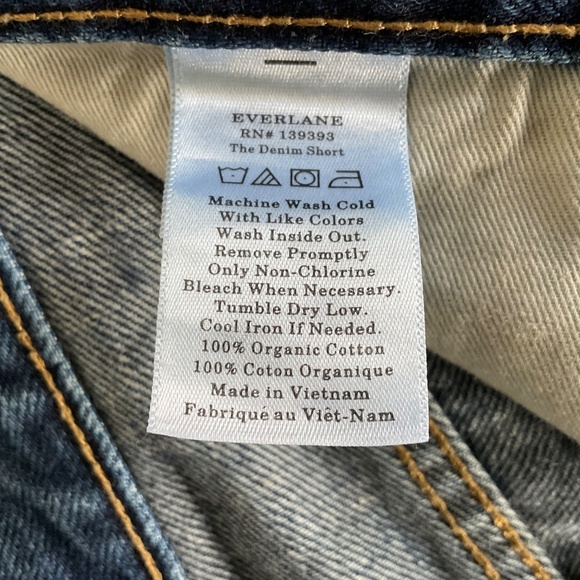 EVERLANE
RN# 139393
The Denim Short
Machine Wash Cold
With Like Colors
Wash Inside Out.
Remove Promptly
Only Non-Chlorine
Bleach When Necessary.
Tumble Dry Low.
Cool Iron If Needed.
100% Organic Cotton
100% Coton Organique
Made in Vietnam
Fabriqué au Viêt-Nam